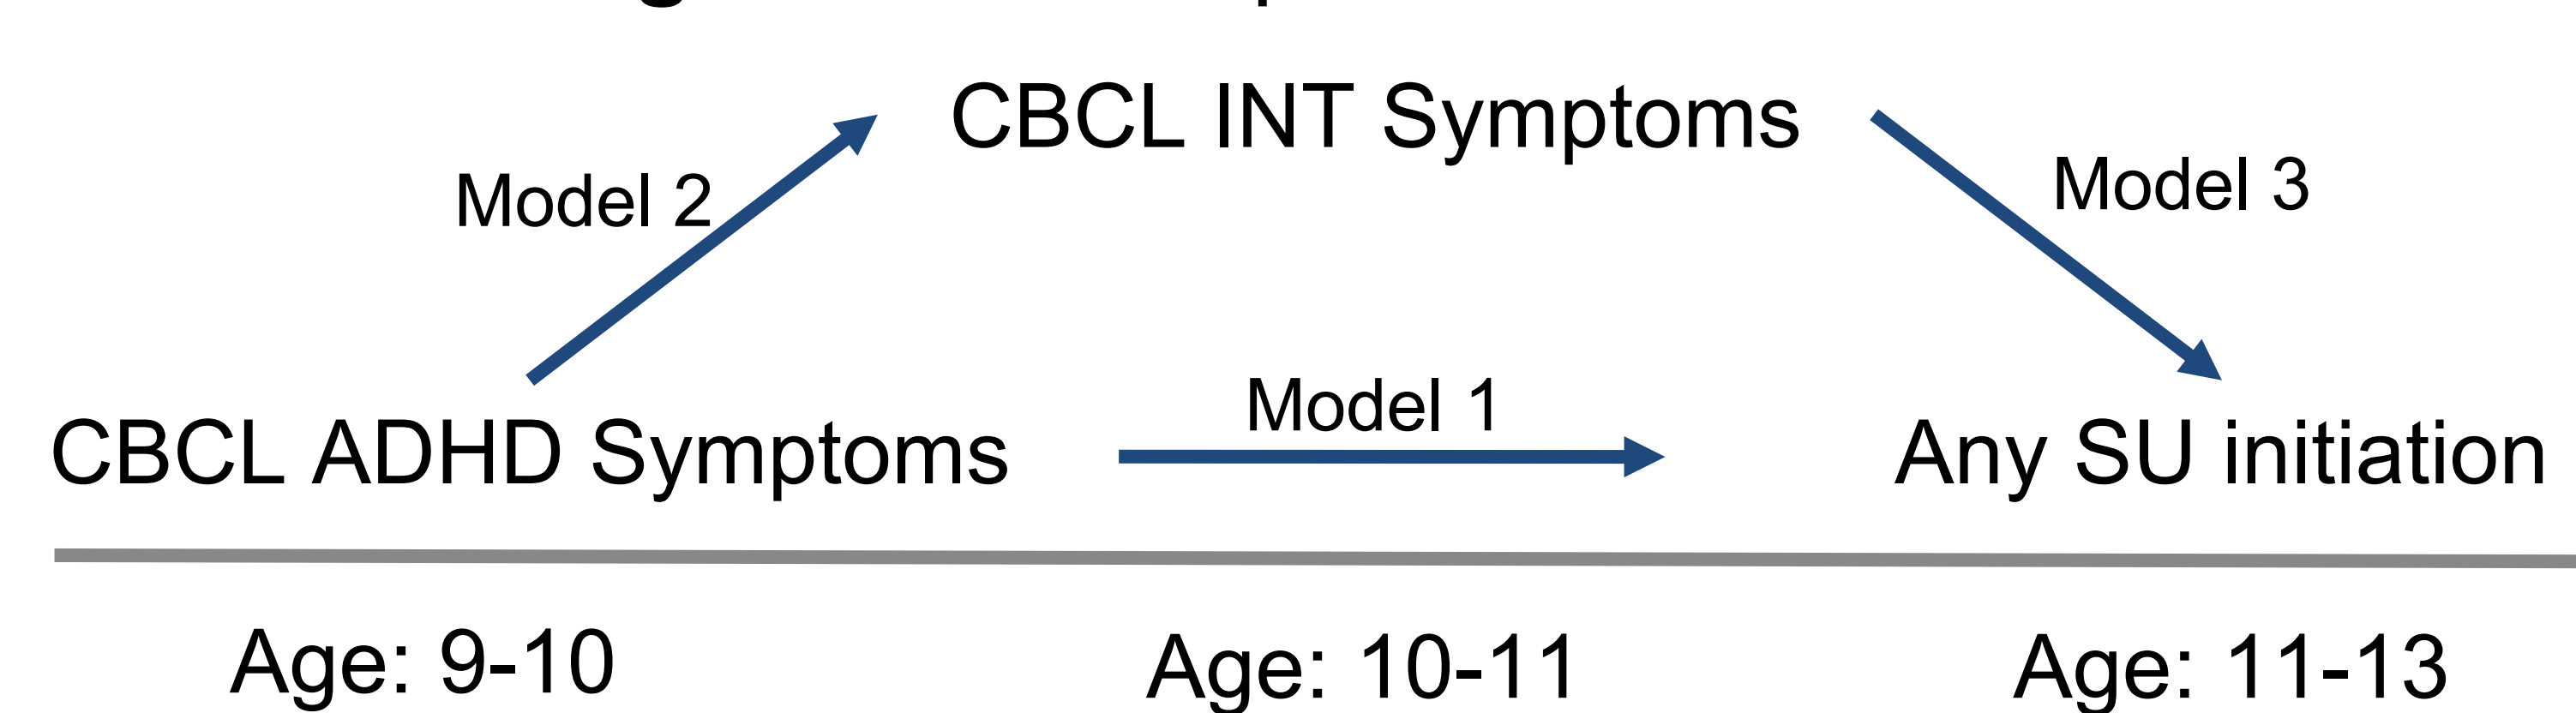 CBCL INT Symptoms
Model 2
Model 3
Model 1
CBCL ADHD Symptoms
Any SU initiation
Age: 9-10
Age: 10-11
Age: 11-13